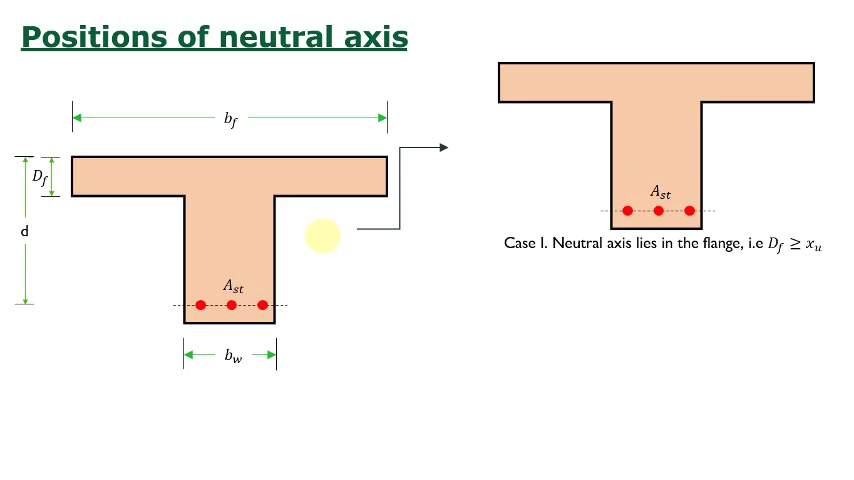 Positions of neutral axis
b_f
D_f
d
A_st
b_w
A_st
Case I. Neutral axis lies in the flange, i.e D_f ≥ x_u